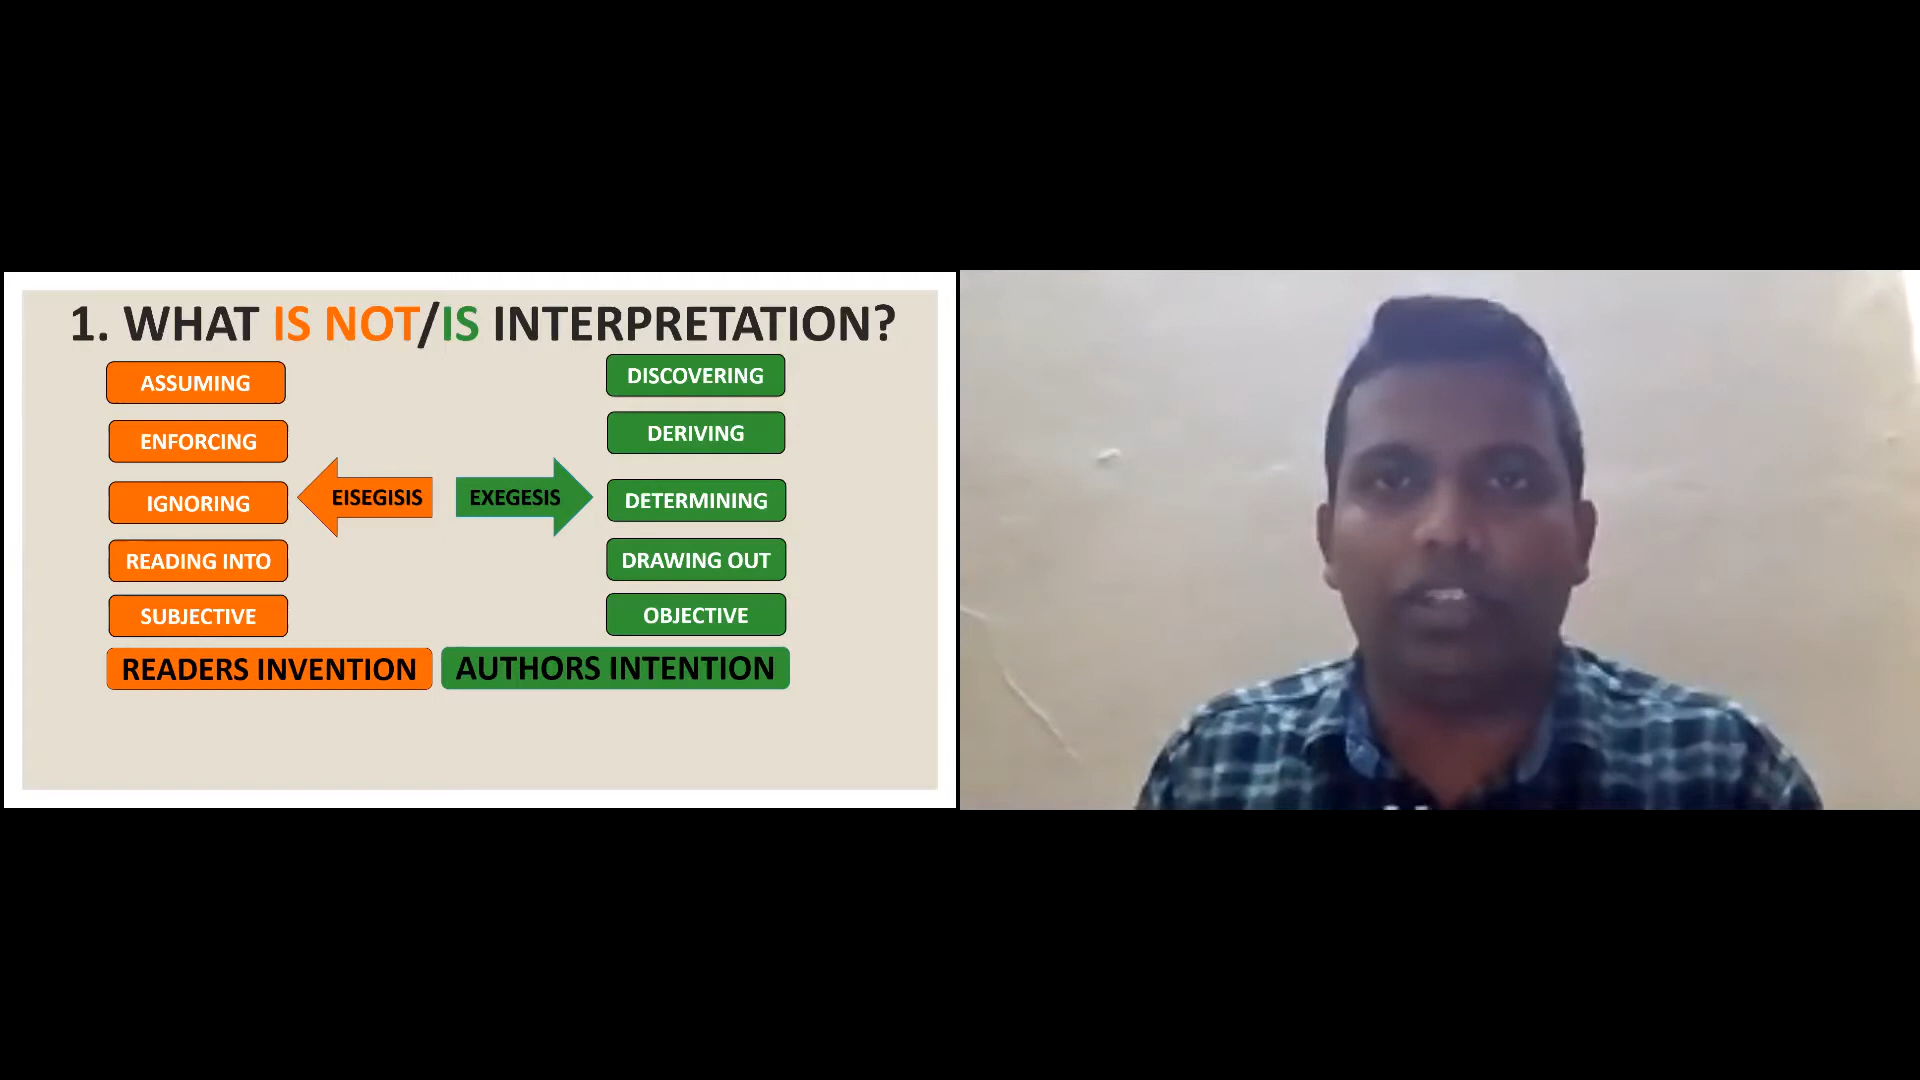 1. WHAT IS NOT/IS INTERPRETATION?
ASSUMING
ENFORCING
IGNORING
READING INTO
SUBJECTIVE
EISEGISIS
EXEGESIS
DISCOVERING
DERIVING
DETERMINING
DRAWING OUT
OBJECTIVE
READERS INVENTION
AUTHORS INTENTION